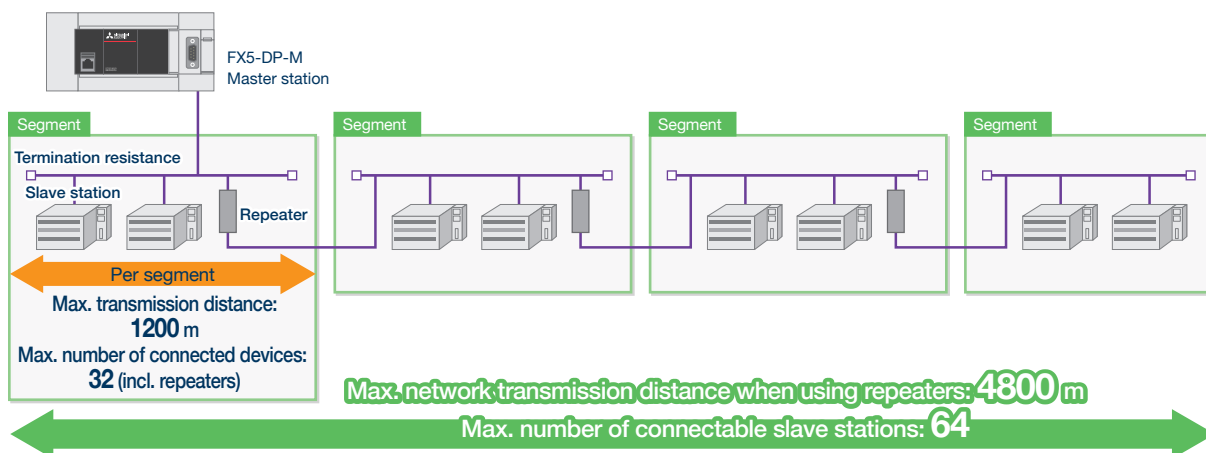 FX5-DP-M
Master station
Segment
Segment
Segment
Segment
Termination resistance
Slave station
Repeater
Per segment
Max. transmission distance:
1200 m
Max. number of connected devices:
32 (incl. repeaters)
Max. network transmission distance when using repeaters: 4800 m
Max. number of connectable slave stations: 64